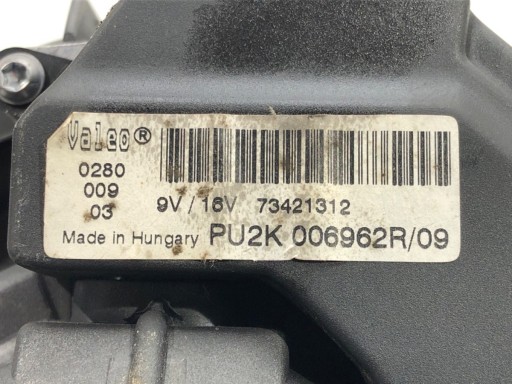 Valeo®
0280
009
03
9V / 16V 73421312
Made in Hungary PU2K 006962R/09